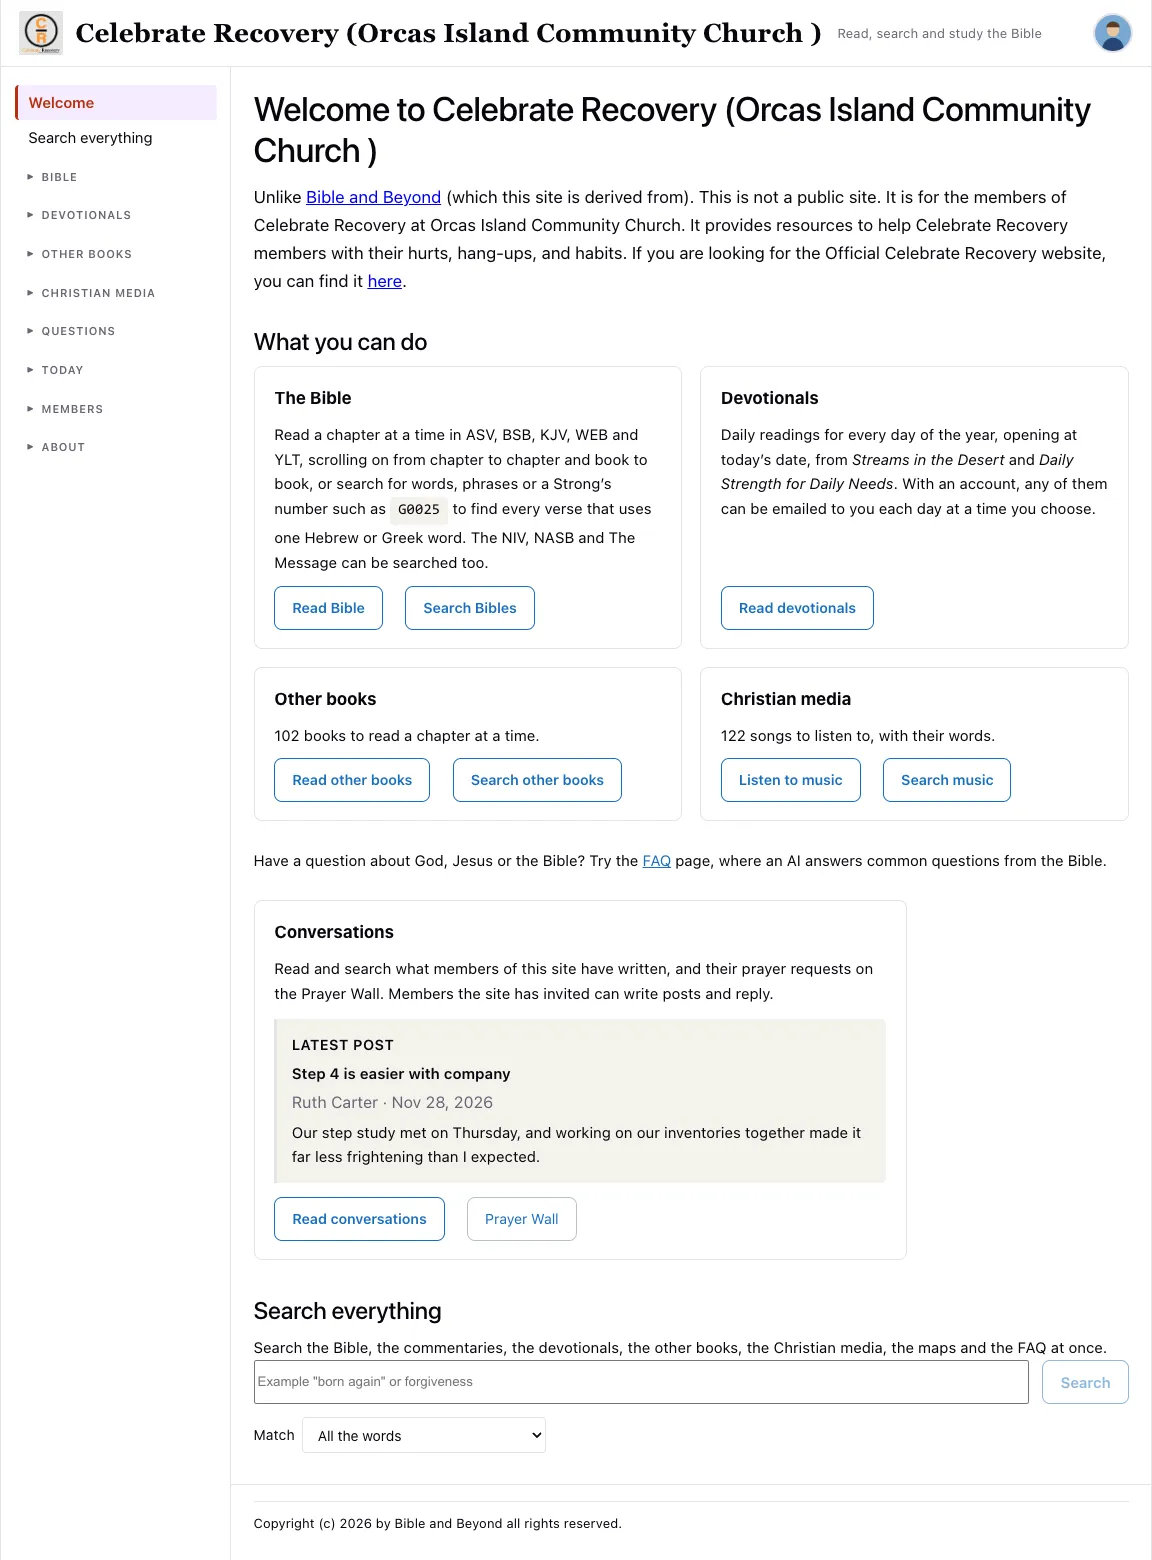 Celebrate Recovery (Orcas Island Community Church )
Read, search and study the Bible
Welcome
Search everything
BIBLE
DEVOTIONALS
OTHER BOOKS
CHRISTIAN MEDIA
QUESTIONS
TODAY
MEMBERS
ABOUT
Welcome to Celebrate Recovery (Orcas Island Community
Church )
Unlike Bible and Beyond (which this site is derived from). This is not a public site. It is for the members of
Celebrate Recovery at Orcas Island Community Church. It provides resources to help Celebrate Recovery
members with their hurts, hang-ups, and habits. If you are looking for the Official Celebrate Recovery website,
you can find it here.
What you can do
The Bible
Read a chapter at a time in ASV, BSB, KJV, WEB and
YLT, scrolling on from chapter to chapter and book to
book, or search for words, phrases or a Strong's
number such as G0025 to find every verse that uses
one Hebrew or Greek word. The NIV, NASB and The
Message can be searched too.
Read Bible
Search Bibles
Devotionals
Daily readings for every day of the year, opening at
today's date, from Streams in the Desert and Daily
Strength for Daily Needs. With an account, any of them
can be emailed to you each day at a time you choose.
Read devotionals
Other books
102 books to read a chapter at a time.
Read other books
Search other books
Christian media
122 songs to listen to, with their words.
Listen to music
Search music
Have a question about God, Jesus or the Bible? Try the FAQ page, where an AI answers common questions from the Bible.
Conversations
Read and search what members of this site have written, and their prayer requests on
the Prayer Wall. Members the site has invited can write posts and reply.
LATEST POST
Step 4 is easier with company
Ruth Carter · Nov 28, 2026
Our step study met on Thursday, and working on our inventories together made it
far less frightening than I expected.
Read conversations
Prayer Wall
Search everything
Search the Bible, the commentaries, the devotionals, the other books, the Christian media, the maps and the FAQ at once.
Example "born again" or forgiveness
Search
Match
All the words
Copyright (c) 2026 by Bible and Beyond all rights reserved.